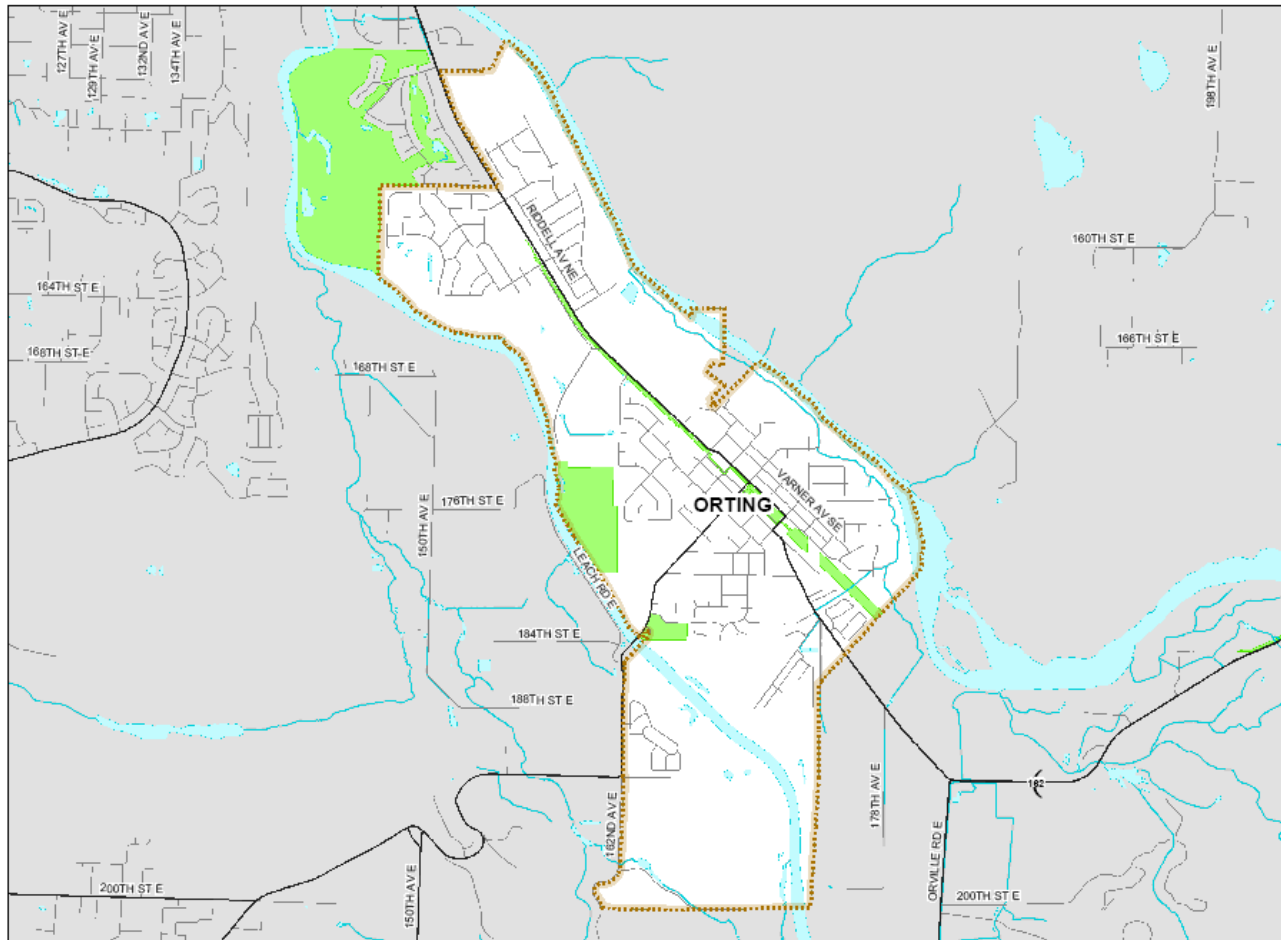 127TH AV E
129TH AV E
132ND AV E
134TH AV E
198TH AV E
RIDDELL AV NE
160TH ST E
164TH ST E
166TH ST E
168TH ST E
168TH ST E
VARNER AV SE
ORTING
176TH ST E
150TH AV E
LEACH RD E
184TH ST E
188TH ST E
178TH AV E
162
162ND AV E
ORVILLE RD E
200TH ST E
150TH AV E
200TH ST E